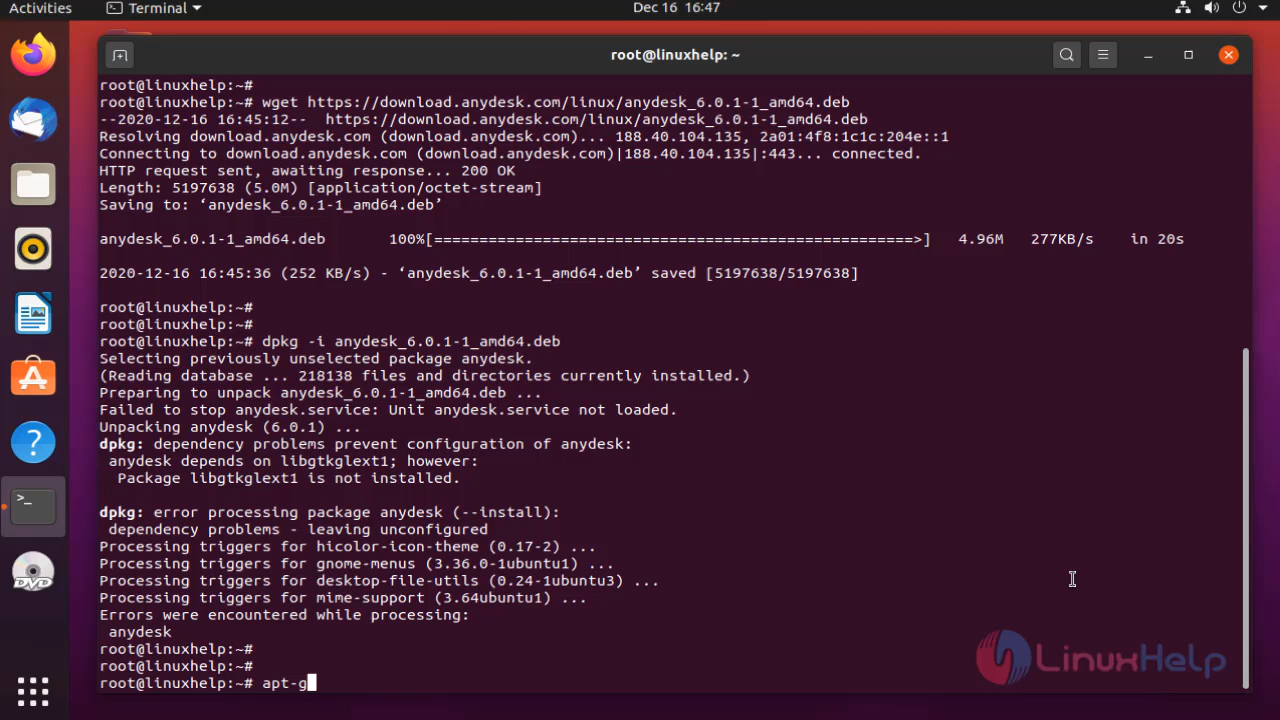 Activities
Terminal
Dec 16 16:47
root@linuxhelp: ~
root@linuxhelp:~#
root@linuxhelp:~# wget https://download.anydesk.com/linux/anydesk_6.0.1-1_amd64.deb
--2020-12-16 16:45:12--  https://download.anydesk.com/linux/anydesk_6.0.1-1_amd64.deb
Resolving download.anydesk.com (download.anydesk.com)... 188.40.104.135, 2a01:4f8:1c1c:204e::1
Connecting to download.anydesk.com (download.anydesk.com)|188.40.104.135|:443... connected.
HTTP request sent, awaiting response... 200 OK
Length: 5197638 (5.0M) [application/octet-stream]
Saving to: ‘anydesk_6.0.1-1_amd64.deb’
anydesk_6.0.1-1_amd64.deb       100%[=====================================================>]   4.96M   277KB/s    in 20s
2020-12-16 16:45:36 (252 KB/s) - ‘anydesk_6.0.1-1_amd64.deb’ saved [5197638/5197638]
root@linuxhelp:~#
root@linuxhelp:~#
root@linuxhelp:~# dpkg -i anydesk_6.0.1-1_amd64.deb
Selecting previously unselected package anydesk.
(Reading database ... 218138 files and directories currently installed.)
Preparing to unpack anydesk_6.0.1-1_amd64.deb ...
Failed to stop anydesk.service: Unit anydesk.service not loaded.
Unpacking anydesk (6.0.1) ...
dpkg: dependency problems prevent configuration of anydesk:
anydesk depends on libgtkglext1; however:
Package libgtkglext1 is not installed.
dpkg: error processing package anydesk (--install):
dependency problems - leaving unconfigured
Processing triggers for hicolor-icon-theme (0.17-2) ...
Processing triggers for gnome-menus (3.36.0-1ubuntu1) ...
Processing triggers for desktop-file-utils (0.24-1ubuntu3) ...
Processing triggers for mime-support (3.64ubuntu1) ...
Errors were encountered while processing:
anydesk
root@linuxhelp:~#
root@linuxhelp:~#
root@linuxhelp:~# apt-g
LinuxHelp
DVD